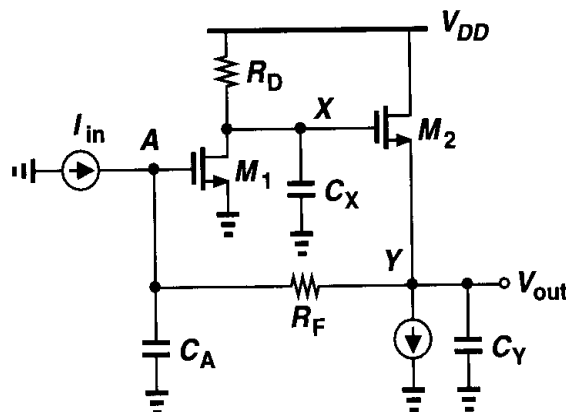 V_DD
R_D
X
M_2
I_in
A
M_1
C_X
Y
V_out
R_F
C_A
C_Y